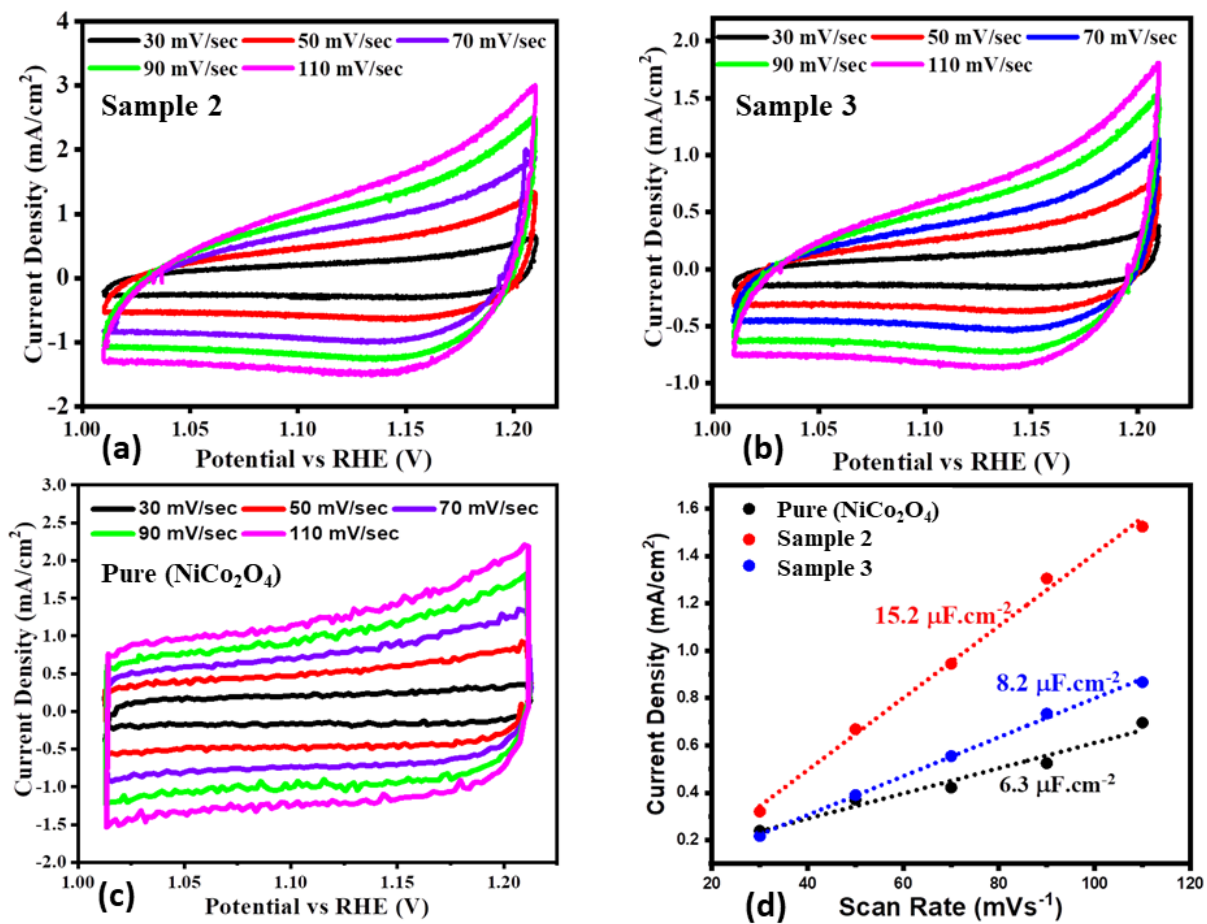 30 mV/sec 50 mV/sec 70 mV/sec
90 mV/sec 110 mV/sec
Sample 2
Current Density (mA/cm²)
4
3
2
1
0
-1
-2
1.00 1.05 1.10 1.15 1.20
(a)
Potential vs RHE (V)
30 mV/sec 50 mV/sec 70 mV/sec
90 mV/sec 110 mV/sec
Sample 3
Current Density (mA/cm²)
2.0
1.5
1.0
0.5
0.0
-0.5
-1.0
1.00 1.05 1.10 1.15 1.20
(b)
Potential vs RHE (V)
30 mV/sec 50 mV/sec 70 mV/sec
90 mV/sec 110 mV/sec
Pure (NiCo₂O₄)
Current Density (mA/cm²)
3.0
2.5
2.0
1.5
1.0
0.5
0.0
-0.5
-1.0
-1.5
-2.0
1.00 1.05 1.10 1.15 1.20
(c)
Potential vs RHE (V)
Pure (NiCo₂O₄)
Sample 2
Sample 3
15.2 μF.cm⁻²
8.2 μF.cm⁻²
6.3 μF.cm⁻²
Current Density (mA/cm²)
1.6
1.4
1.2
1.0
0.8
0.6
0.4
0.2
20 40 60 80 100 120
Scan Rate (mVs⁻¹)
(d)